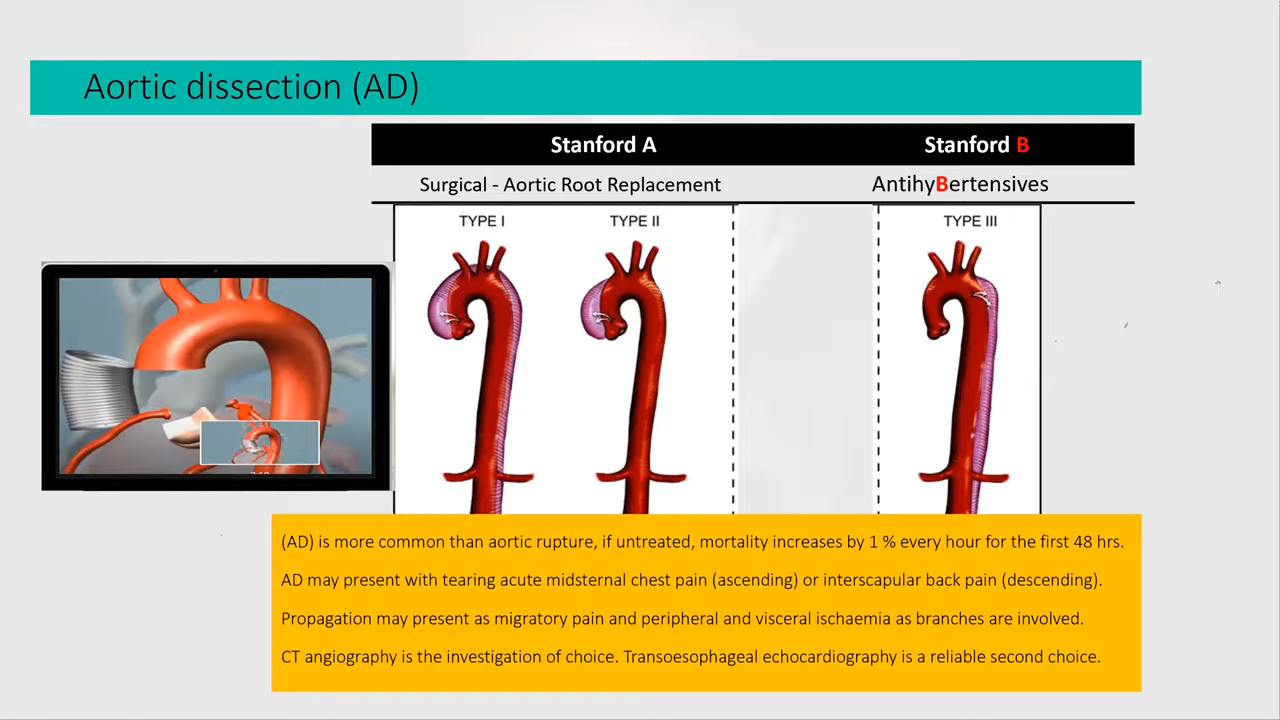 Aortic dissection (AD)
Stanford A
Stanford B
Surgical - Aortic Root Replacement
AntihyBertensives
TYPE I
TYPE II
TYPE III
(AD) is more common than aortic rupture, if untreated, mortality increases by 1 % every hour for the first 48 hrs.
AD may present with tearing acute midsternal chest pain (ascending) or interscapular back pain (descending).
Propagation may present as migratory pain and peripheral and visceral ischaemia as branches are involved.
CT angiography is the investigation of choice. Transoesophageal echocardiography is a reliable second choice.